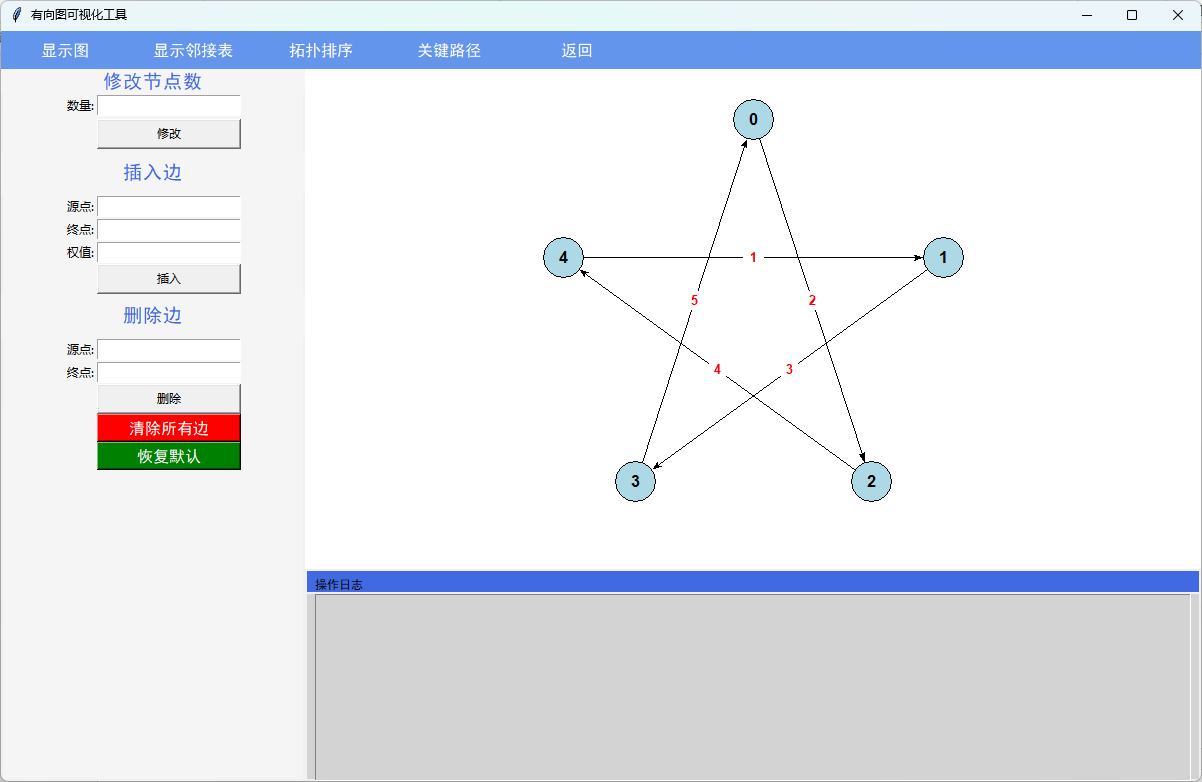 有向图可视化工具
显示图 显示邻接表 拓扑排序 关键路径 返回
修改节点数
数量:
修改
插入边
源点:
终点:
权值:
插入
删除边
源点:
终点:
删除
清除所有边
恢复默认
0
4 1 1
5 2
4 3
3 2
操作日志